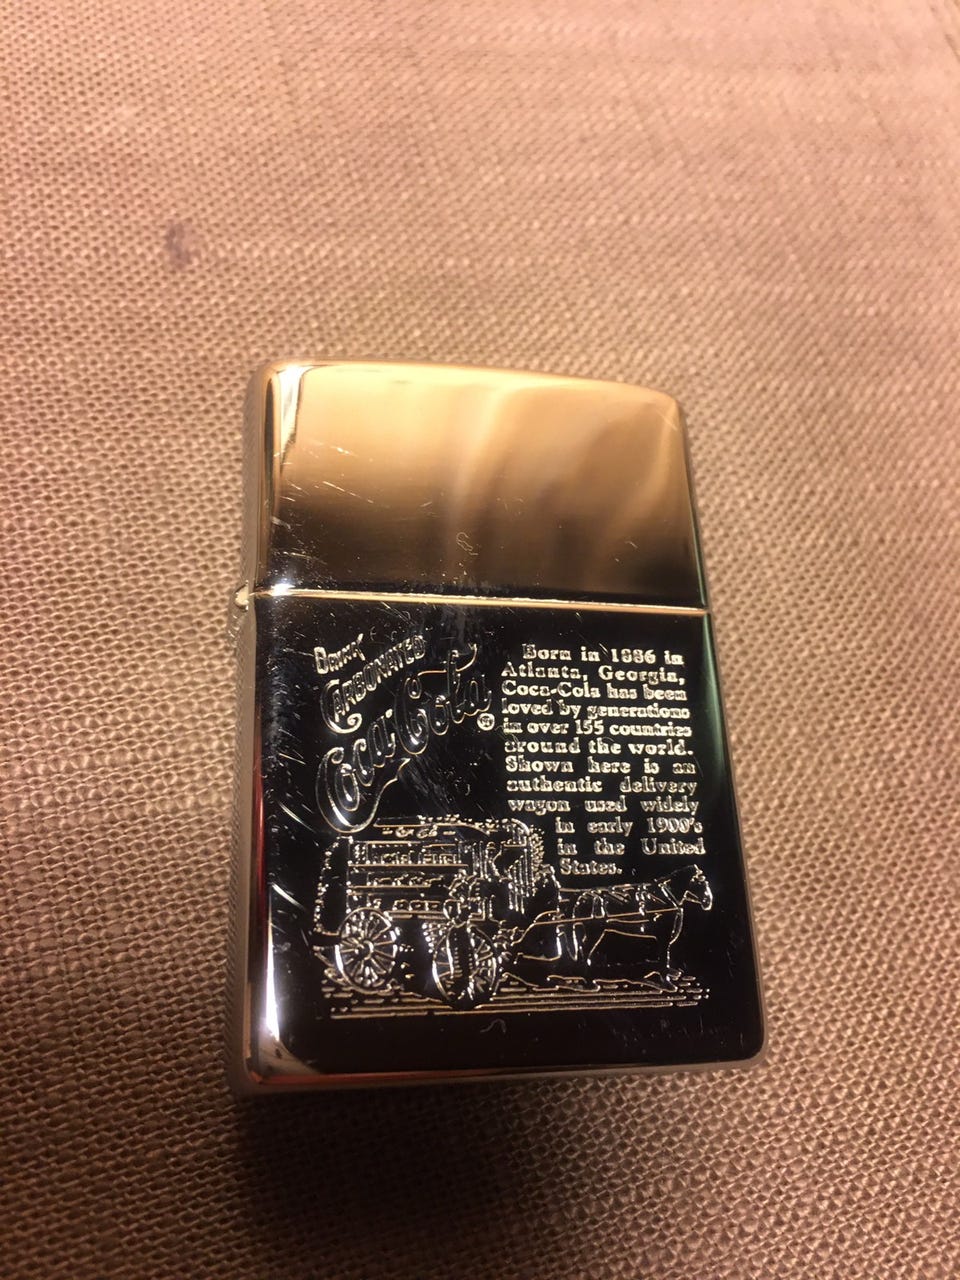 DRINK
CARBONATED
Coca-Cola ®
Born in 1886 in
Atlanta, Georgia,
Coca-Cola has been
loved by generations
in over 155 countries
around the world.
Shown here is an
authentic delivery
wagon used widely
in early 1900's
in the United
States.